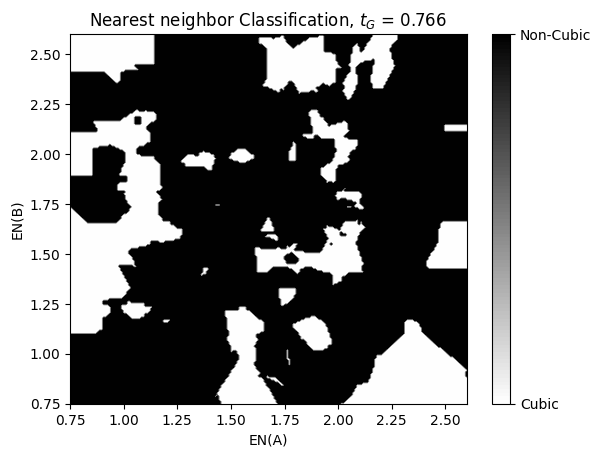 Nearest neighbor Classification, t_G = 0.766
Non-Cubic
2.50
2.25
2.00
1.75
1.50
1.25
1.00
0.75
EN(B)
Cubic
0.75 1.00 1.25 1.50 1.75 2.00 2.25 2.50
EN(A)